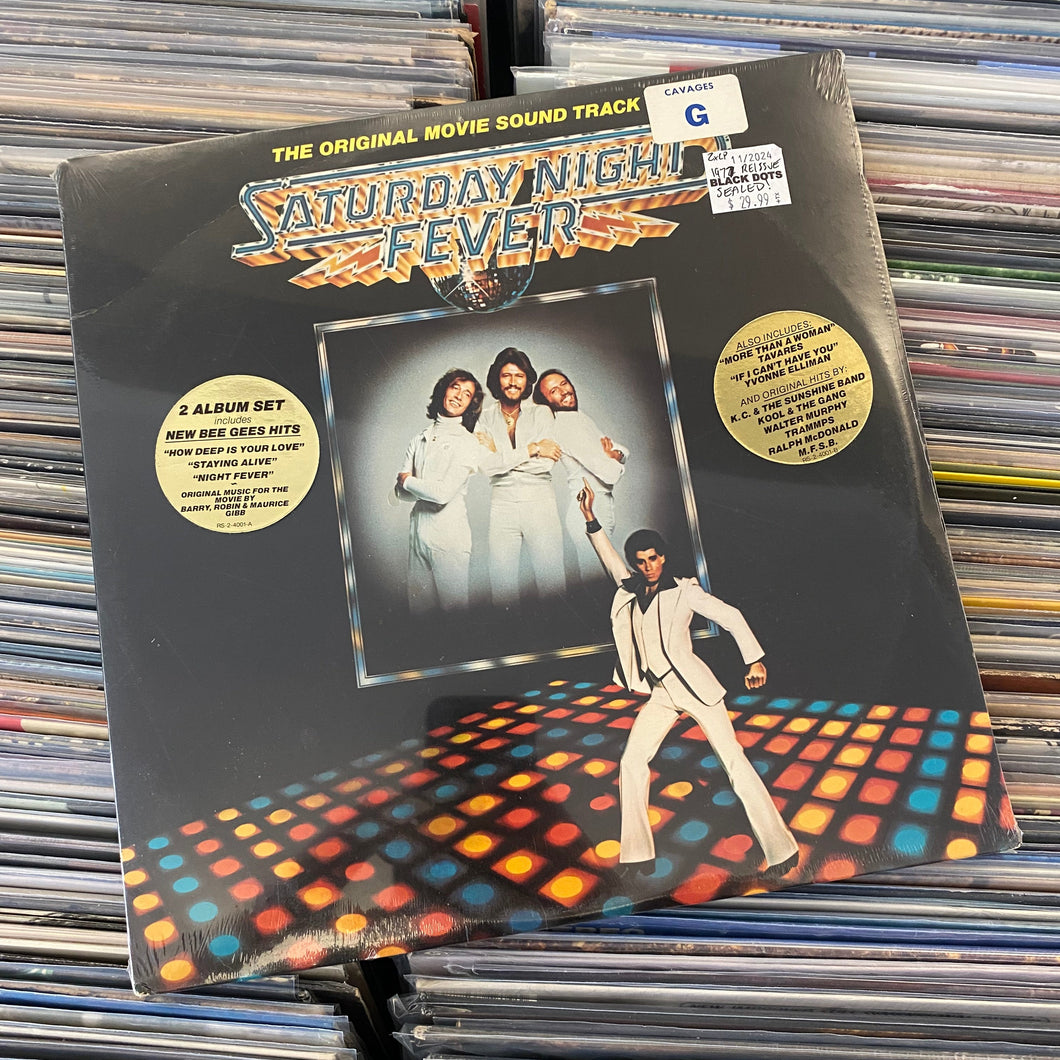 CAVAGES
G
THE ORIGINAL MOVIE SOUND TRACK
SATURDAY NIGHT
FEVER
2xLP 11/2024
REISSUE
BLACK DOTS
SEALED!
$ 29.99
ALSO INCLUDES:
"MORE THAN A WOMAN"
TAVARES
"IF I CAN'T HAVE YOU"
YVONNE ELLIMAN
AND ORIGINAL HITS BY:
K.C. & THE SUNSHINE BAND
KOOL & THE GANG
WALTER MURPHY
TRAMMPS
RALPH McDONALD
M.F.S.B.
RS-2-4001-B
2 ALBUM SET
includes
NEW BEE GEES HITS
"HOW DEEP IS YOUR LOVE"
"STAYING ALIVE"
"NIGHT FEVER"
ORIGINAL MUSIC FOR THE
MOVIE BY
BARRY, ROBIN & MAURICE
GIBB
RS-2-4001-A